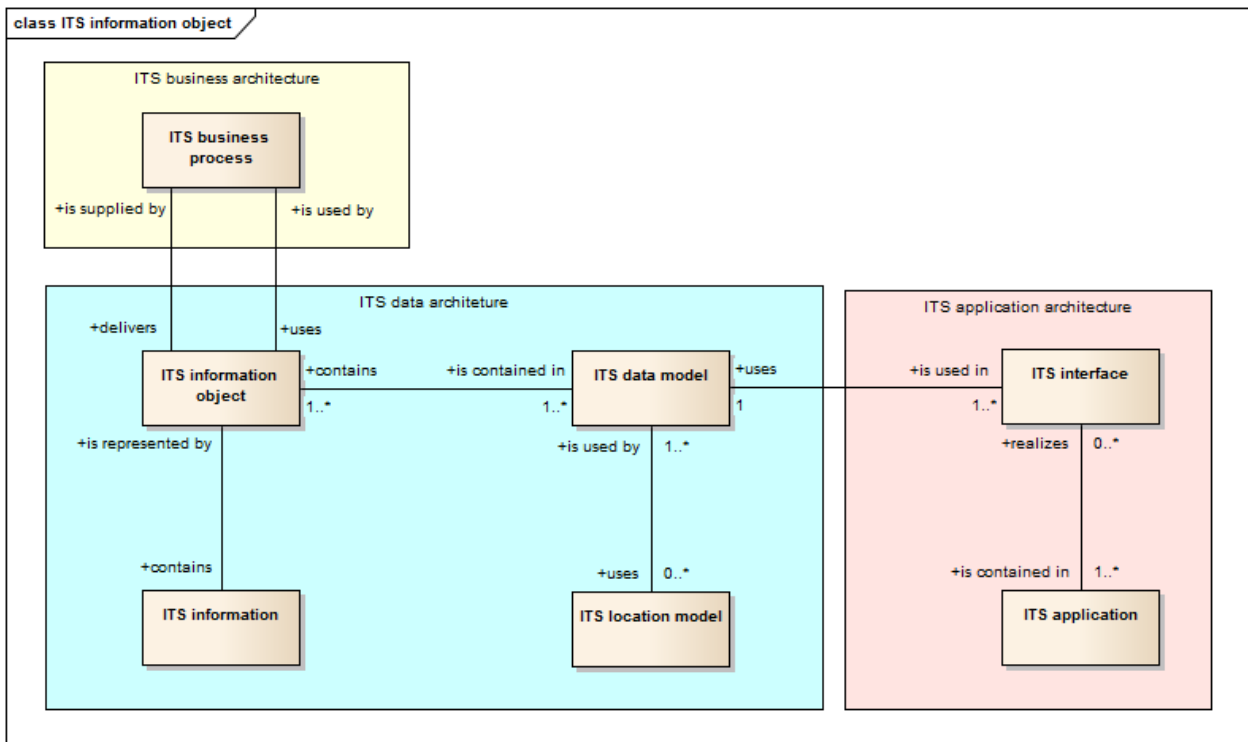 class ITS information object
ITS business architecture
ITS business
process
+is supplied by
+is used by
ITS data architeture
ITS application architecture
+delivers
+uses
ITS information
object
+contains
1..*
+is contained in
1..*
ITS data model
+uses
1
+is used in
1..*
ITS interface
+is represented by
+is used by
1..*
+realizes
0..*
+contains
+uses
0..*
+is contained in
1..*
ITS information
ITS location model
ITS application